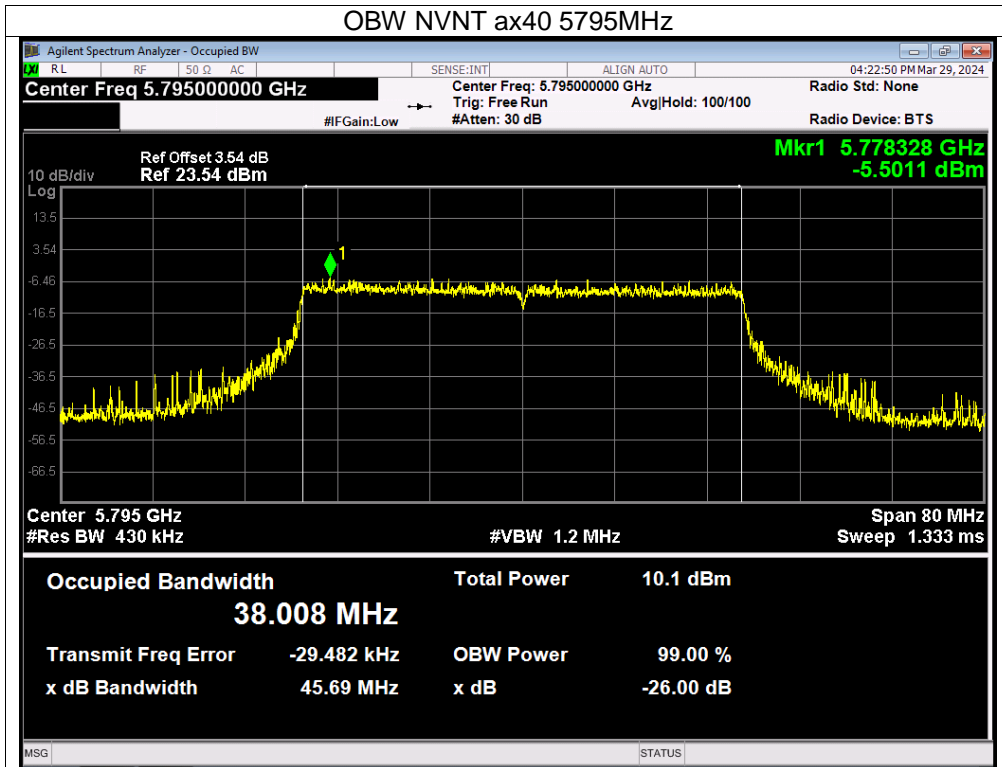 OBW NVNT ax40 5795MHz
Agilent Spectrum Analyzer - Occupied BW
LXI RL RF 50 Ω AC SENSE:INT ALIGN AUTO 04:22:50 PM Mar 29, 2024
Center Freq 5.795000000 GHz Center Freq: 5.795000000 GHz Radio Std: None
Trig: Free Run Avg|Hold: 100/100
#IFGain:Low #Atten: 30 dB Radio Device: BTS
Mkr1 5.778328 GHz
-5.5011 dBm
Ref Offset 3.54 dB
10 dB/div Ref 23.54 dBm
Log
13.5
3.54
1
-6.46
-16.5
-26.5
-36.5
-46.5
-56.5
-66.5
Center 5.795 GHz Span 80 MHz
#Res BW 430 kHz #VBW 1.2 MHz Sweep 1.333 ms
Occupied Bandwidth Total Power 10.1 dBm
38.008 MHz
Transmit Freq Error -29.482 kHz OBW Power 99.00 %
x dB Bandwidth 45.69 MHz x dB -26.00 dB
MSG STATUS